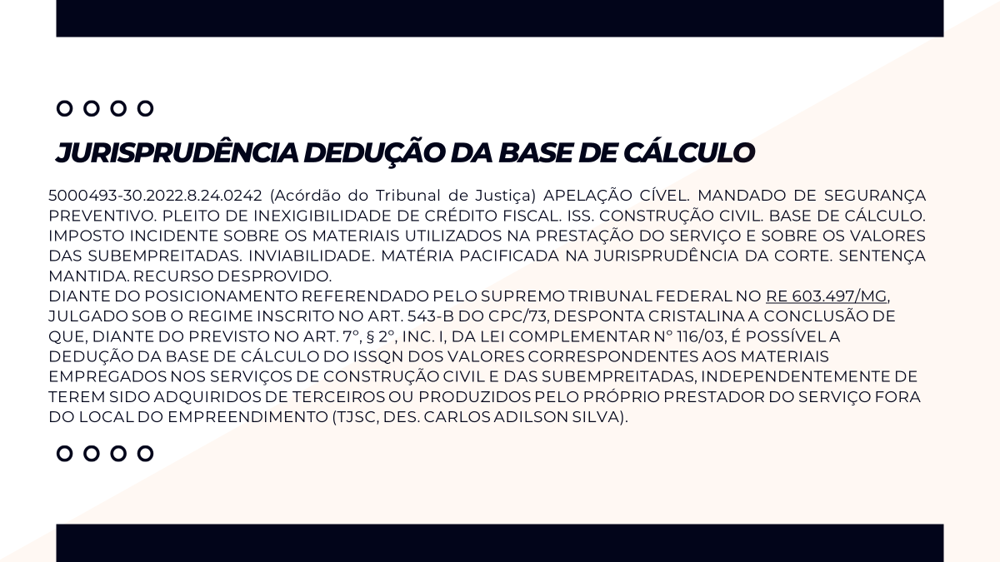 JURISPRUDÊNCIA DEDUÇÃO DA BASE DE CÁLCULO
5000493-30.2022.8.24.0242 (Acórdão do Tribunal de Justiça) APELAÇÃO CÍVEL. MANDADO DE SEGURANÇA
PREVENTIVO. PLEITO DE INEXIGIBILIDADE DE CRÉDITO FISCAL. ISS. CONSTRUÇÃO CIVIL. BASE DE CÁLCULO.
IMPOSTO INCIDENTE SOBRE OS MATERIAIS UTILIZADOS NA PRESTAÇÃO DO SERVIÇO E SOBRE OS VALORES
DAS SUBEMPREITADAS. INVIABILIDADE. MATÉRIA PACIFICADA NA JURISPRUDÊNCIA DA CORTE. SENTENÇA
MANTIDA. RECURSO DESPROVIDO.
DIANTE DO POSICIONAMENTO REFERENDADO PELO SUPREMO TRIBUNAL FEDERAL NO RE 603.497/MG,
JULGADO SOB O REGIME INSCRITO NO ART. 543-B DO CPC/73, DESPONTA CRISTALINA A CONCLUSÃO DE
QUE, DIANTE DO PREVISTO NO ART. 7º, § 2º, INC. I, DA LEI COMPLEMENTAR Nº 116/03, É POSSÍVEL A
DEDUÇÃO DA BASE DE CÁLCULO DO ISSQN DOS VALORES CORRESPONDENTES AOS MATERIAIS
EMPREGADOS NOS SERVIÇOS DE CONSTRUÇÃO CIVIL E DAS SUBEMPREITADAS, INDEPENDENTEMENTE DE
TEREM SIDO ADQUIRIDOS DE TERCEIROS OU PRODUZIDOS PELO PRÓPRIO PRESTADOR DO SERVIÇO FORA
DO LOCAL DO EMPREENDIMENTO (TJSC, DES. CARLOS ADILSON SILVA).